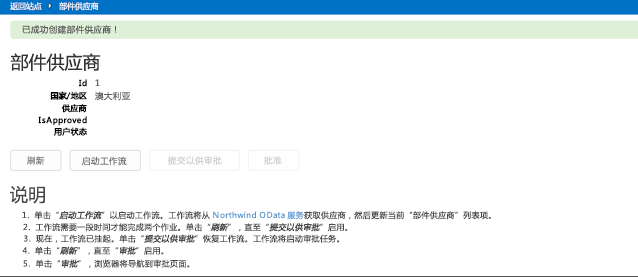 返回站点 ▸ 部件供应商
已成功创建部件供应商！
部件供应商
Id 1
国家/地区 澳大利亚
供应商
IsApproved
用户状态
刷新 启动工作流 提交以供审批 批准
说明
1. 单击“启动工作流”以启动工作流。工作流将从 Northwind OData 服务获取供应商，然后更新当前“部件供应商”列表项。
2. 工作流需要一段时间才能完成两个作业。单击“刷新”，直至“提交以供审批”启用。
3. 现在，工作流已挂起。单击“提交以供审批”恢复工作流。工作流将启动审批任务。
4. 单击“刷新”，直至“审批”启用。
5. 单击“审批”，浏览器将导航到审批页面。